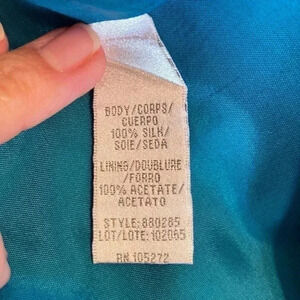 BODY/CORPS/
CUERPO
100% SILK/
SOIE/SEDA
LINING/DOUBLURE
/FORRO
100% ACETATE/
ACETATO
STYLE: 880285
LOT/LOTE: 102065
RN 105272